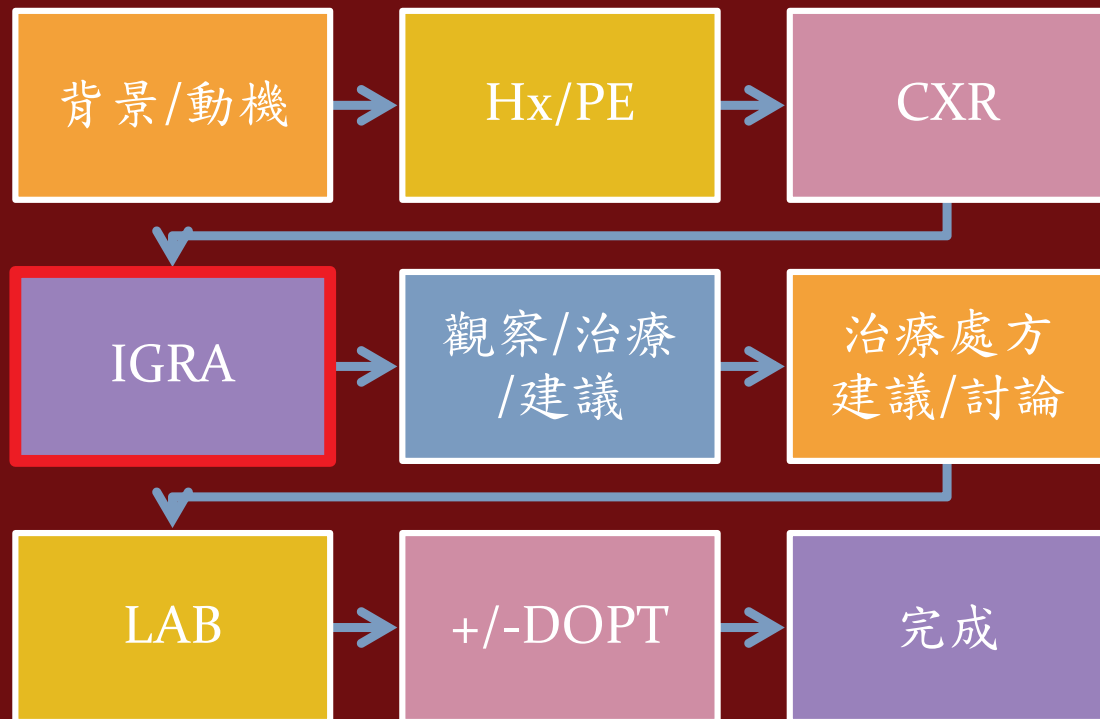 背景/動機
Hx/PE
CXR
IGRA
觀察/治療
/建議
治療處方
建議/討論
LAB
+/-DOPT
完成